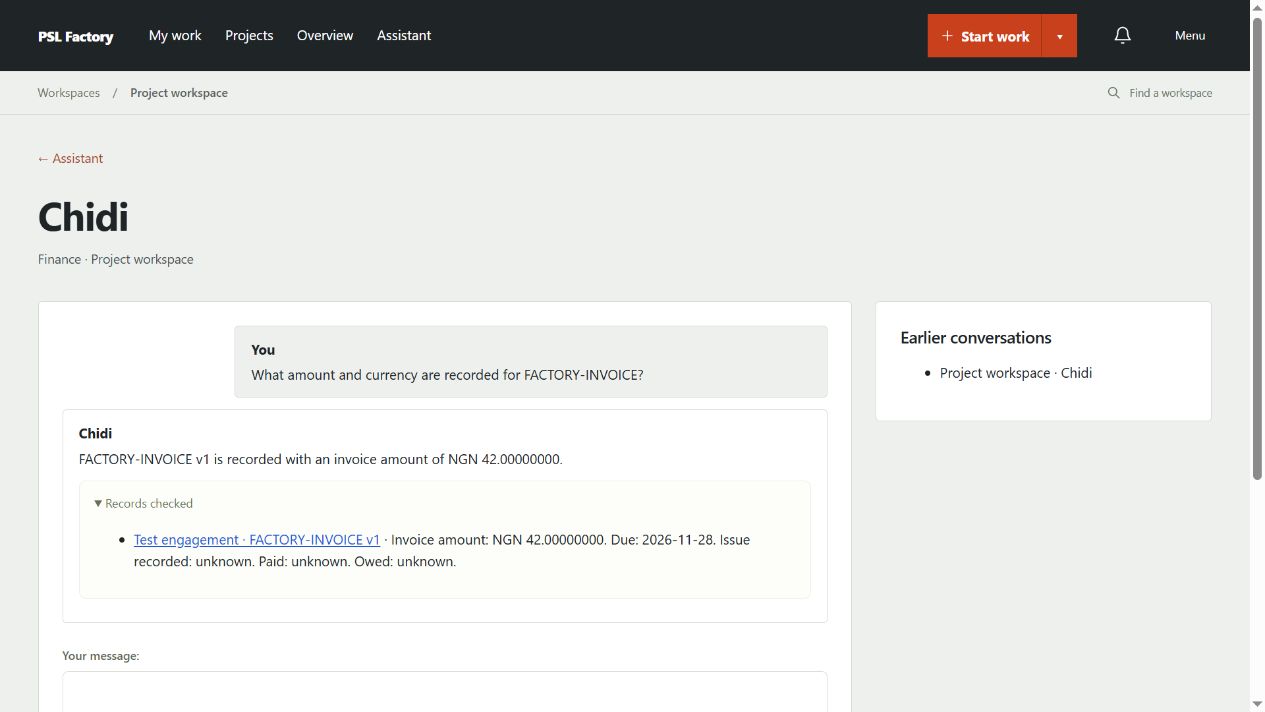 PSL Factory
My work
Projects
Overview
Assistant
+ Start work
Menu
Workspaces / Project workspace
Find a workspace
← Assistant
Chidi
Finance · Project workspace
You
What amount and currency are recorded for FACTORY-INVOICE?
Chidi
FACTORY-INVOICE v1 is recorded with an invoice amount of NGN 42.00000000.
▼ Records checked
• Test engagement · FACTORY-INVOICE v1 · Invoice amount: NGN 42.00000000. Due: 2026-11-28. Issue
recorded: unknown. Paid: unknown. Owed: unknown.
Your message:
Earlier conversations
• Project workspace · Chidi